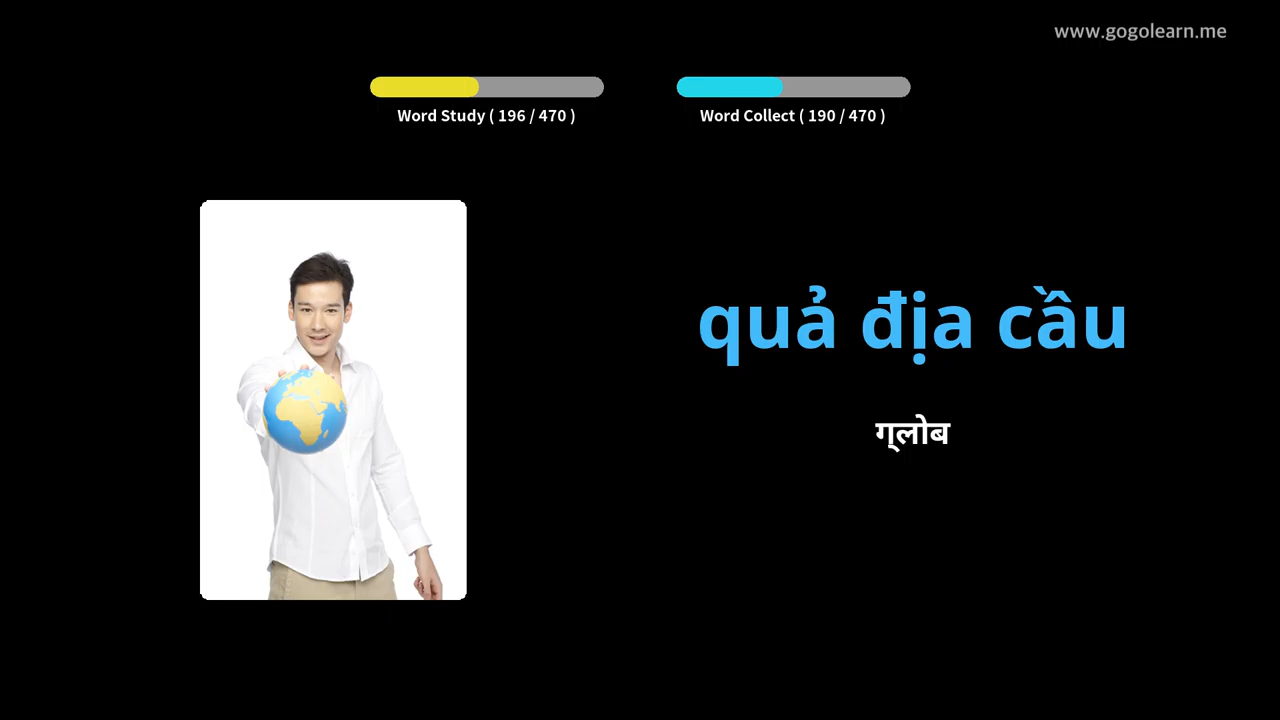 www.gogolearn.me
Word Study ( 196 / 470 )
Word Collect ( 190 / 470 )
quả địa cầu
ग्लोब